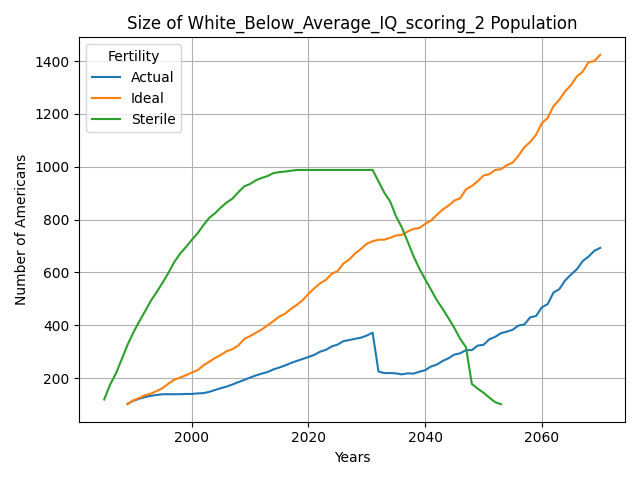 Size of White_Below_Average_IQ_scoring_2 Population
Fertility
Actual
Ideal
Sterile
Number of Americans
1400
1200
1000
800
600
400
200
2000
2020
2040
2060
Years